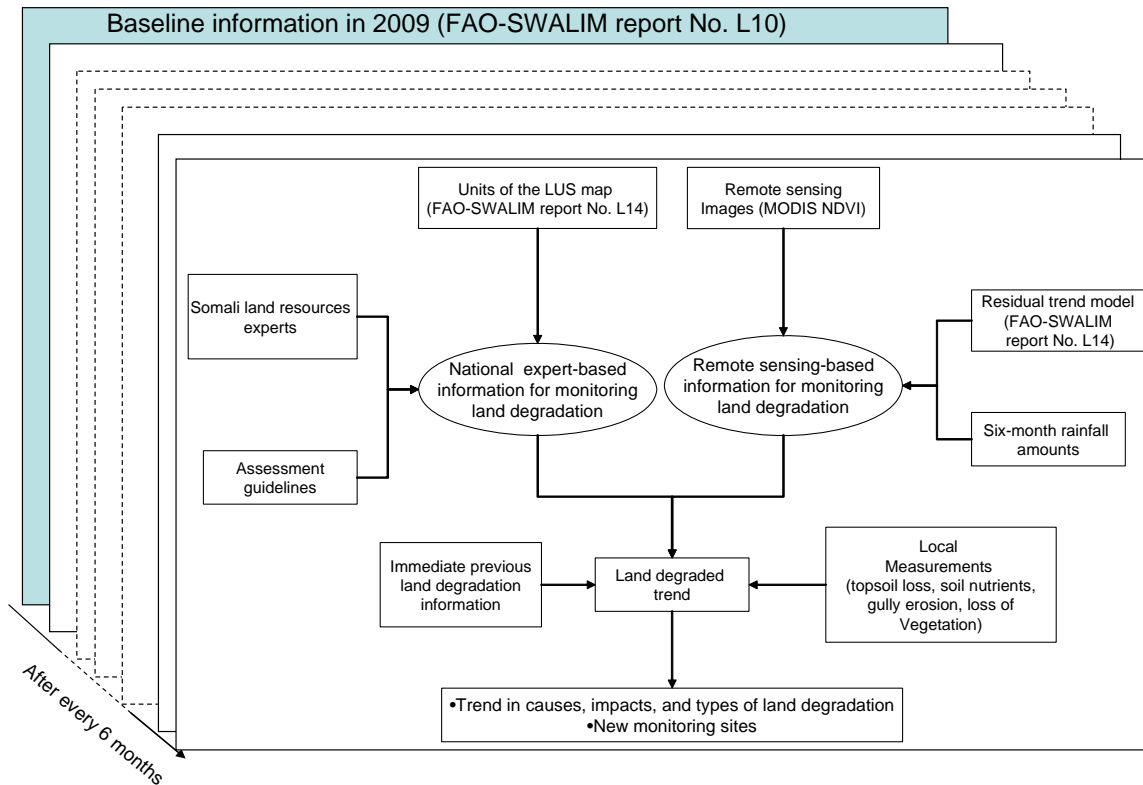 Baseline information in 2009 (FAO-SWALIM report No. L10)
Units of the LUS map
(FAO-SWALIM report No. L14)
Remote sensing
Images (MODIS NDVI)
Somali land resources
experts
Residual trend model
(FAO-SWALIM
report No. L14)
National expert-based
information for monitoring
land degradation
Remote sensing-based
information for monitoring
land degradation
Assessment
guidelines
Six-month rainfall
amounts
Immediate previous
land degradation
information
Land degraded
trend
Local
Measurements
(topsoil loss, soil nutrients,
gully erosion, loss of
Vegetation)
•Trend in causes, impacts, and types of land degradation
•New monitoring sites
After every 6 months